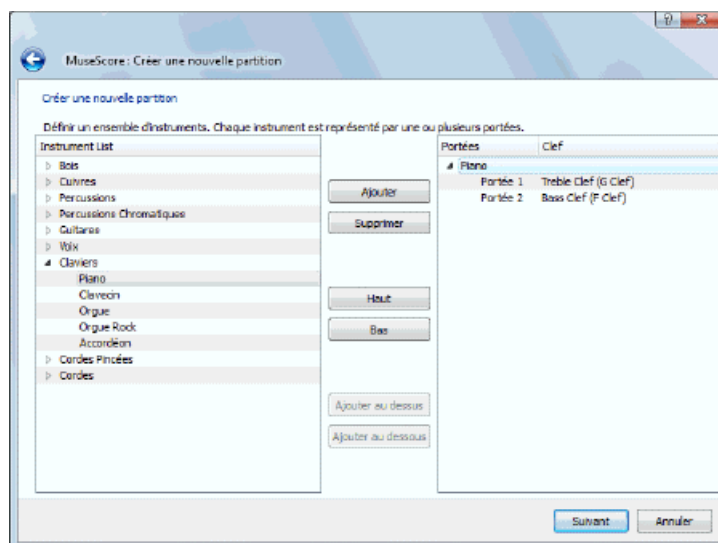 MuseScore : Créer une nouvelle partition
Créer une nouvelle partition
Définir un ensemble d'instruments. Chaque instrument est représenté par une ou plusieurs portées.
Instrument List
Bois
Cuivres
Percussions
Percussions Chromatiques
Guitares
Voix
Claviers
Piano
Clavecin
Orgue
Orgue Rock
Accordéon
Cordes Pincées
Cordes
Ajouter
Supprimer
Haut
Bas
Ajouter au dessus
Ajouter au dessous
Portées Clef
Piano
Portée 1 Treble Clef (G Clef)
Portée 2 Bass Clef (F Clef)
Suivant Annuler